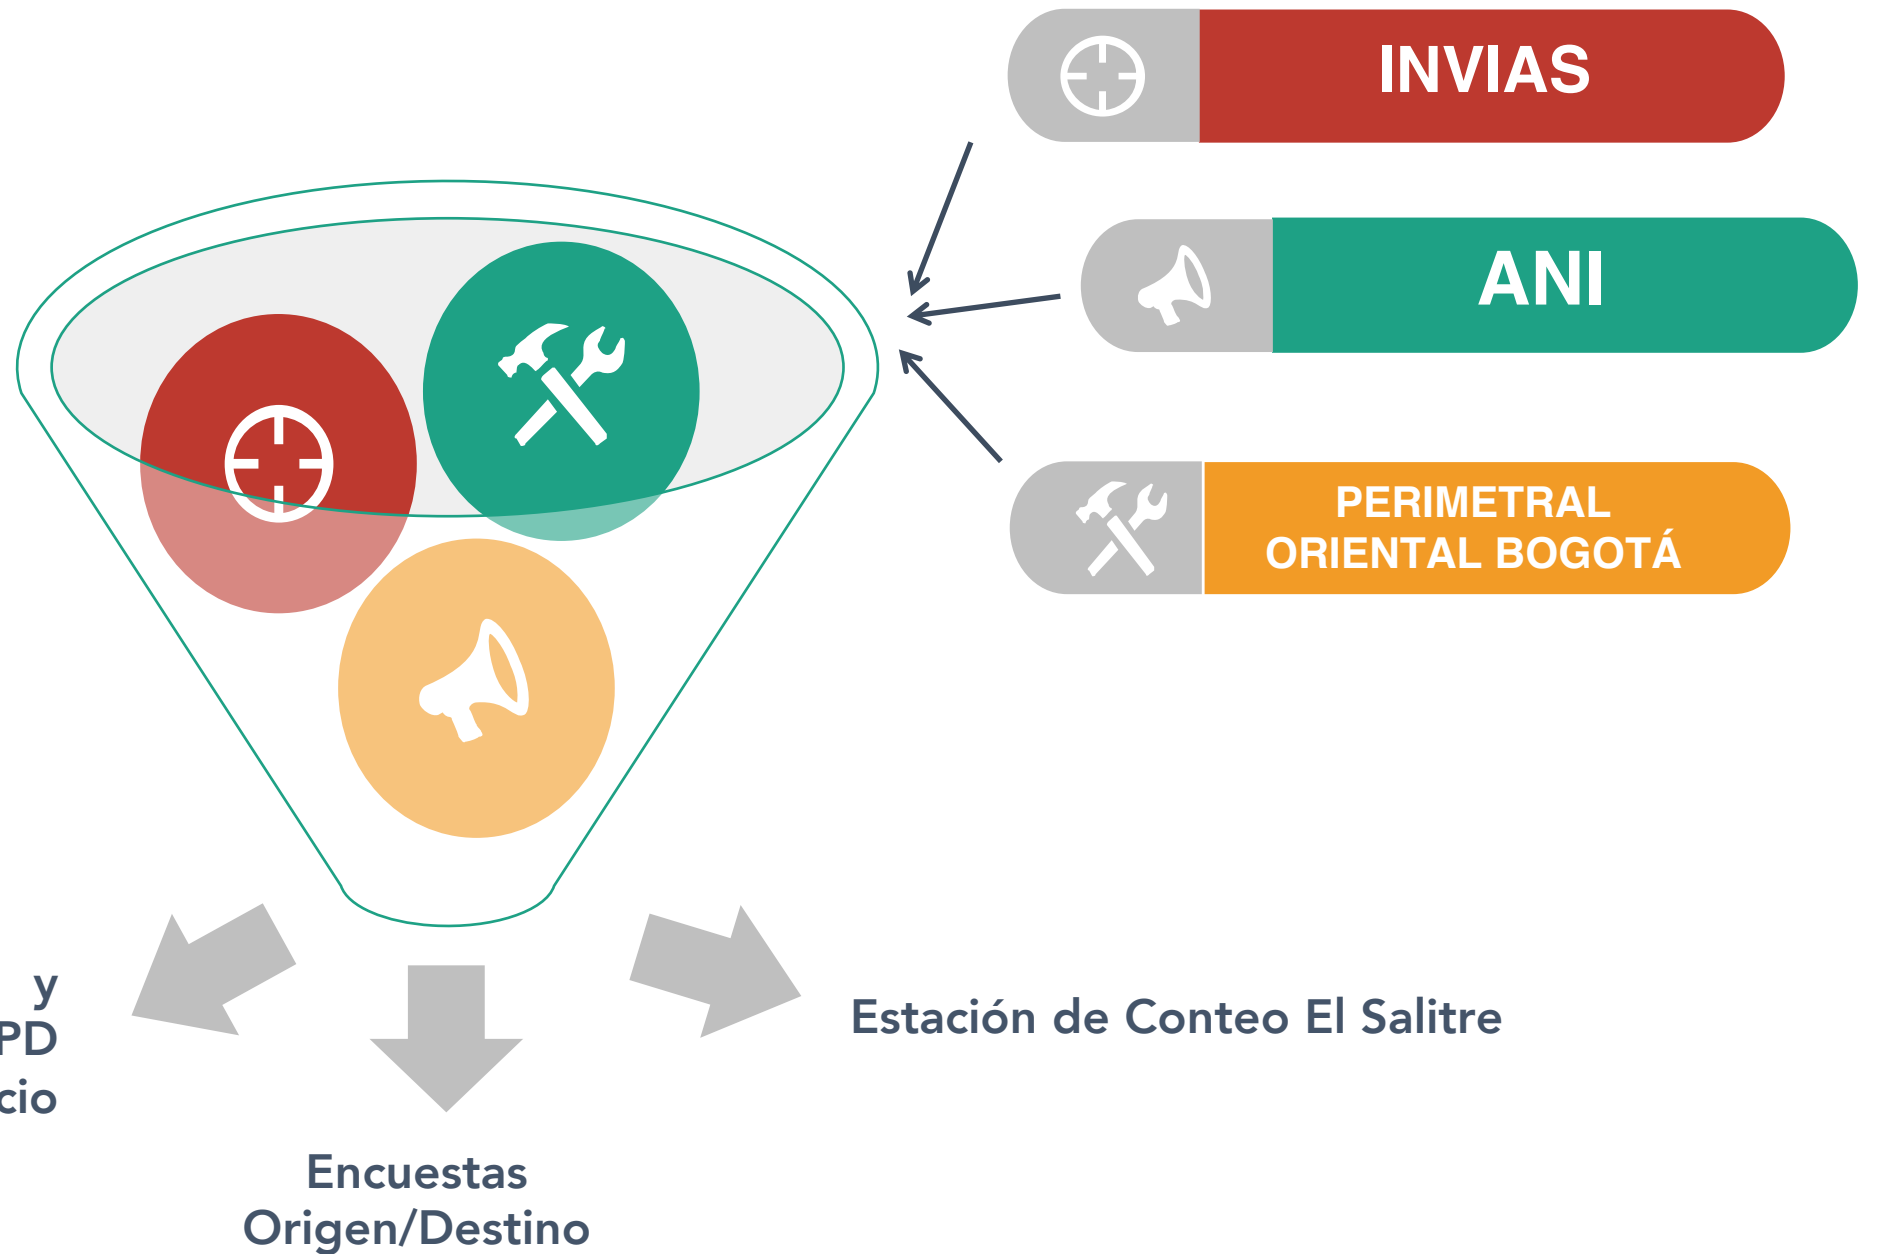 INVIAS
ANI
PERIMETRAL
ORIENTAL BOGOTÁ
y
PD
cio
Estación de Conteo El Salitre
Encuestas
Origen/Destino